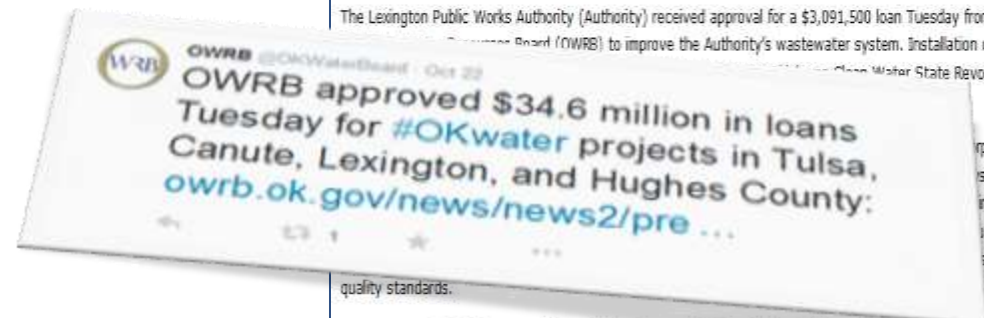 The Lexington Public Works Authority (Authority) received approval for a $3,091,500 loan Tuesday from
Board (OWRB) to improve the Authority's wastewater system. Installation
Clean Water State Revo
WRB
OWRB @OKWaterBoard · Oct 22
OWRB approved $34.6 million in loans
Tuesday for #OKwater projects in Tulsa,
Canute, Lexington, and Hughes County:
owrb.ok.gov/news/news2/pre ...
1
quality standards.